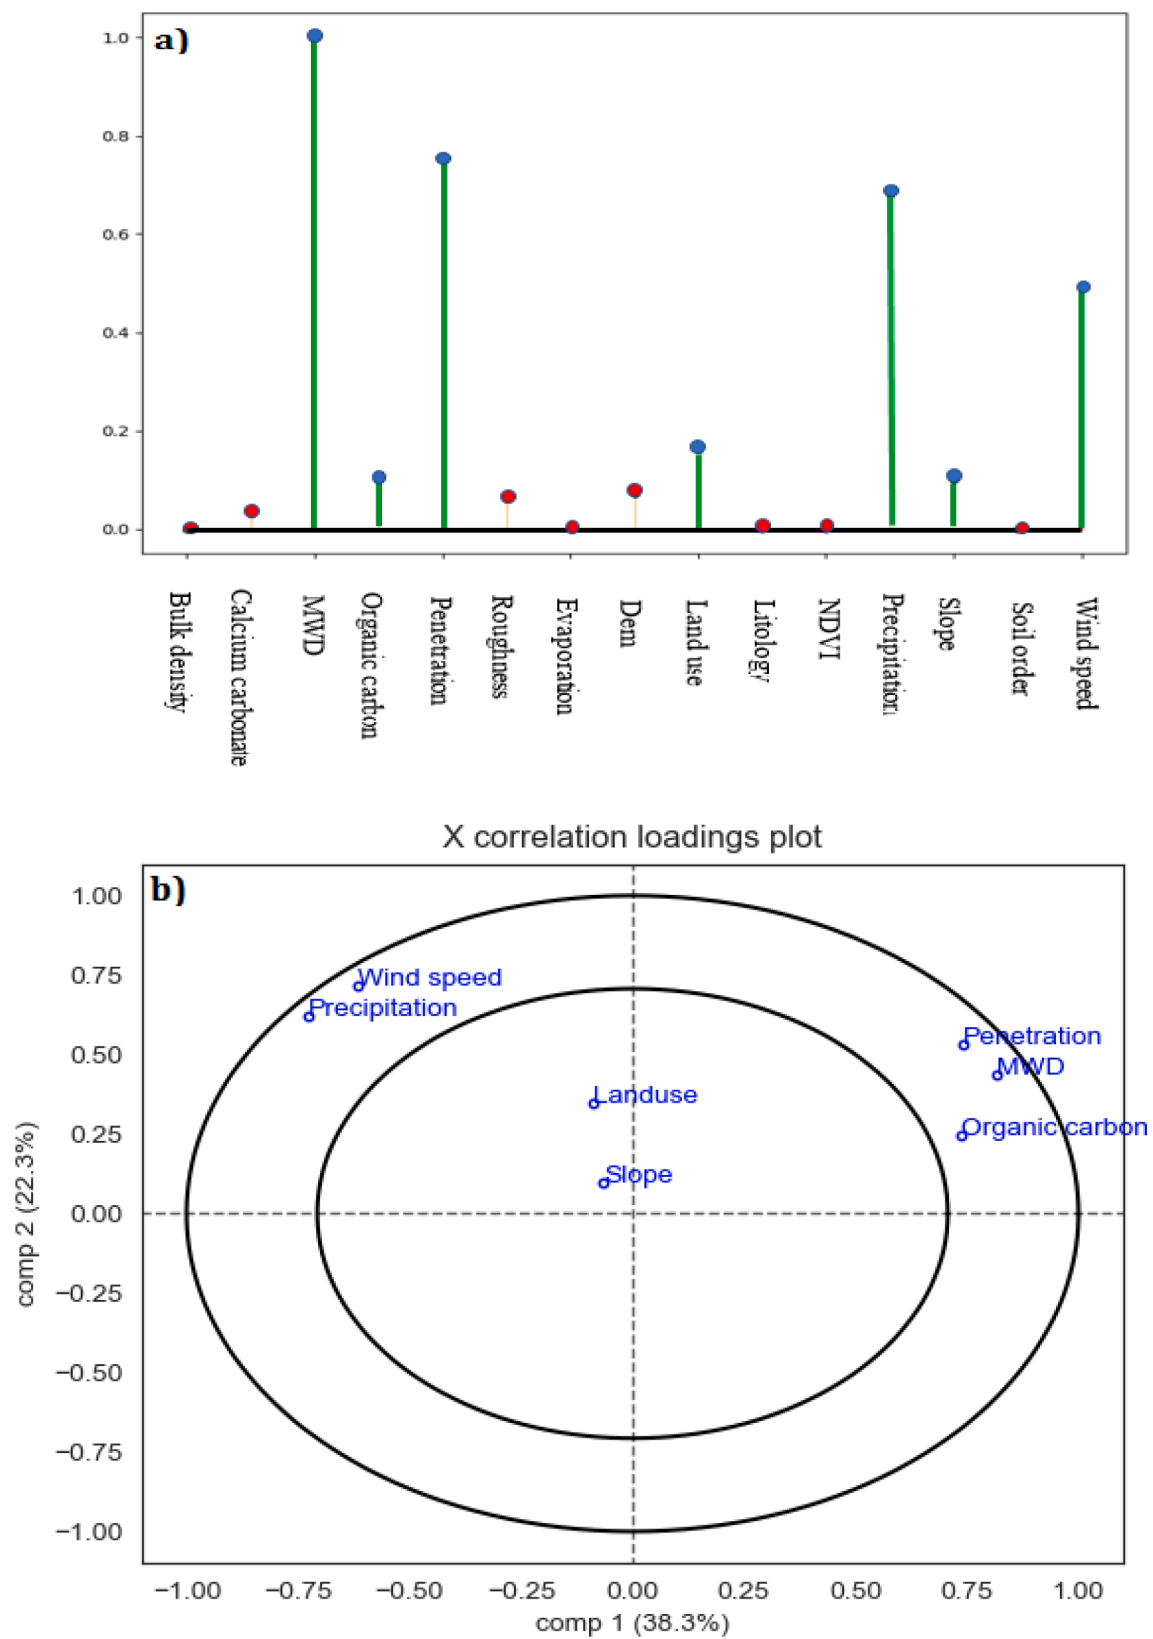 a)
1.0
0.8
0.6
0.4
0.2
0.0
Bulk density
Calcium carbonate
MWD
Organic carbon
Penetration
Roughness
Evaporation
Dem
Land use
Litology
NDVI
Precipitation
Slope
Soil order
Wind speed
X correlation loadings plot
b)
1.00
0.75
0.50
0.25
0.00
−0.25
−0.50
−0.75
−1.00
comp 2 (22.3%)
Wind speed
Precipitation
Penetration
MWD
Landuse
Organic carbon
Slope
−1.00 −0.75 −0.50 −0.25 0.00 0.25 0.50 0.75 1.00
comp 1 (38.3%)